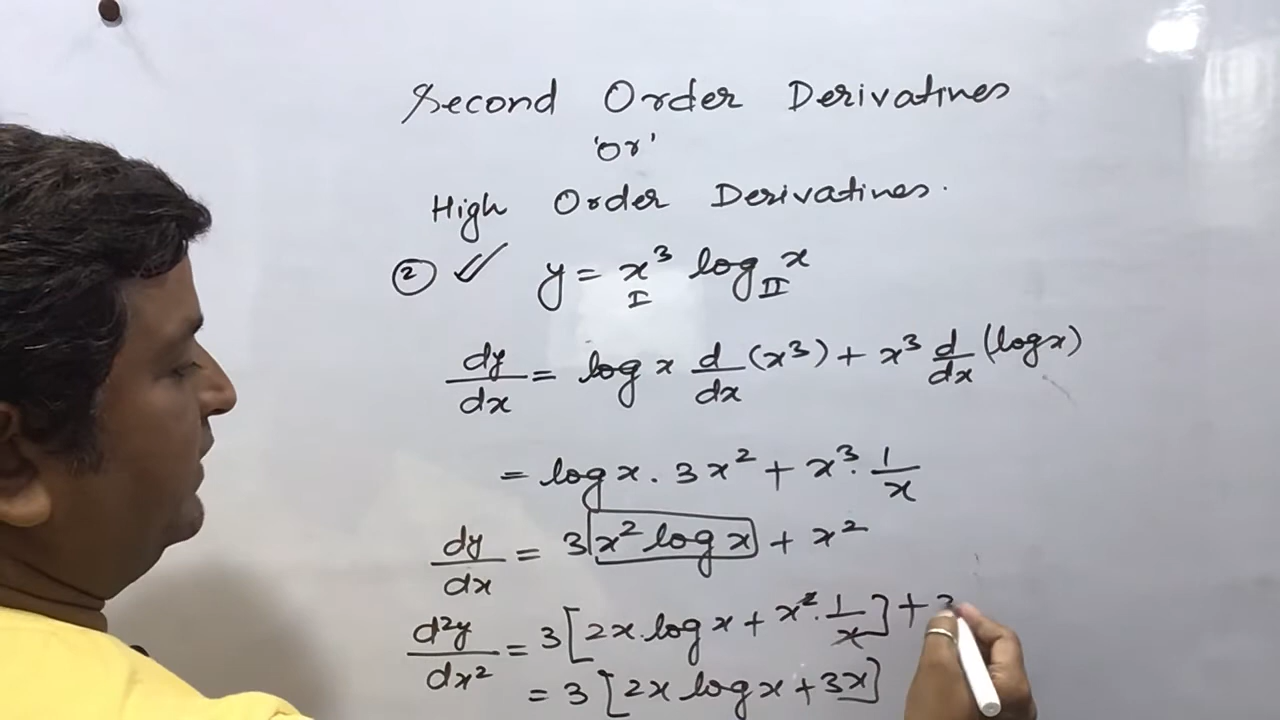 Second Order Derivatives
'or'
High Order Derivatives.
② ✓ y = x³ log x
I II
dy/dx = log x d/dx (x³) + x³ d/dx (log x)
= log x . 3x² + x³ . 1/x
dy/dx = 3 x² log x + x²
d²y/dx² = 3 [2x . log x + x² . 1/x] +
= 3 [2x log x + 3x]